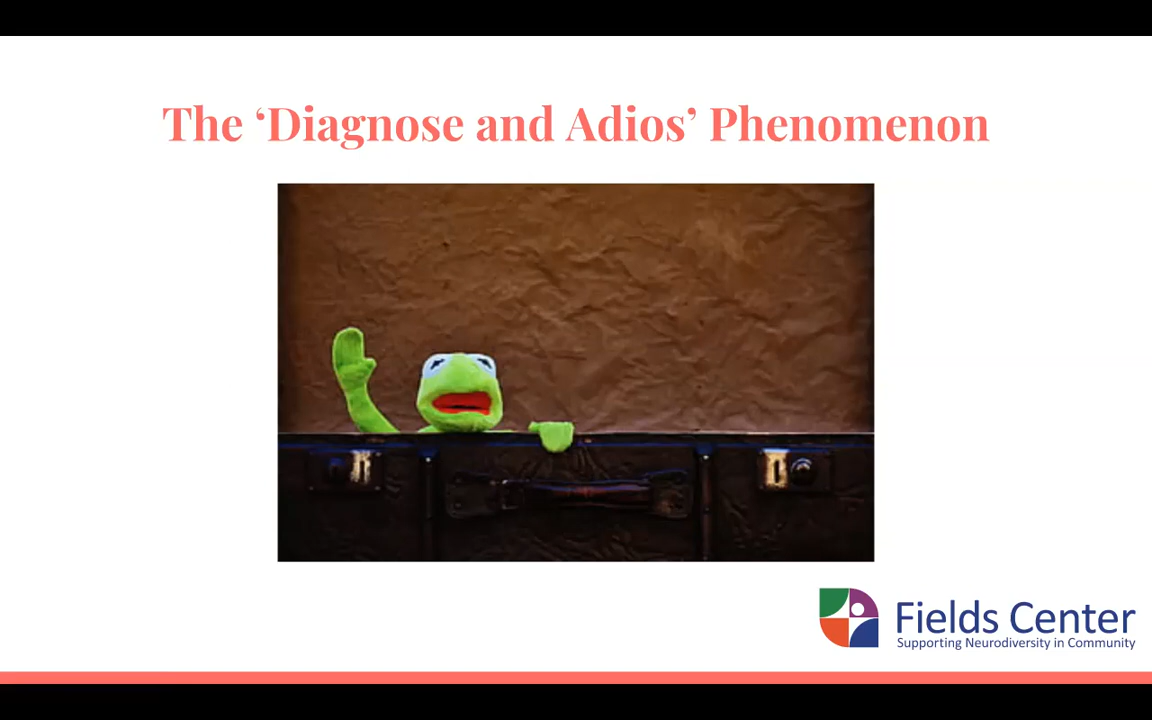 The ‘Diagnose and Adios’ Phenomenon
Fields Center
Supporting Neurodiversity in Community